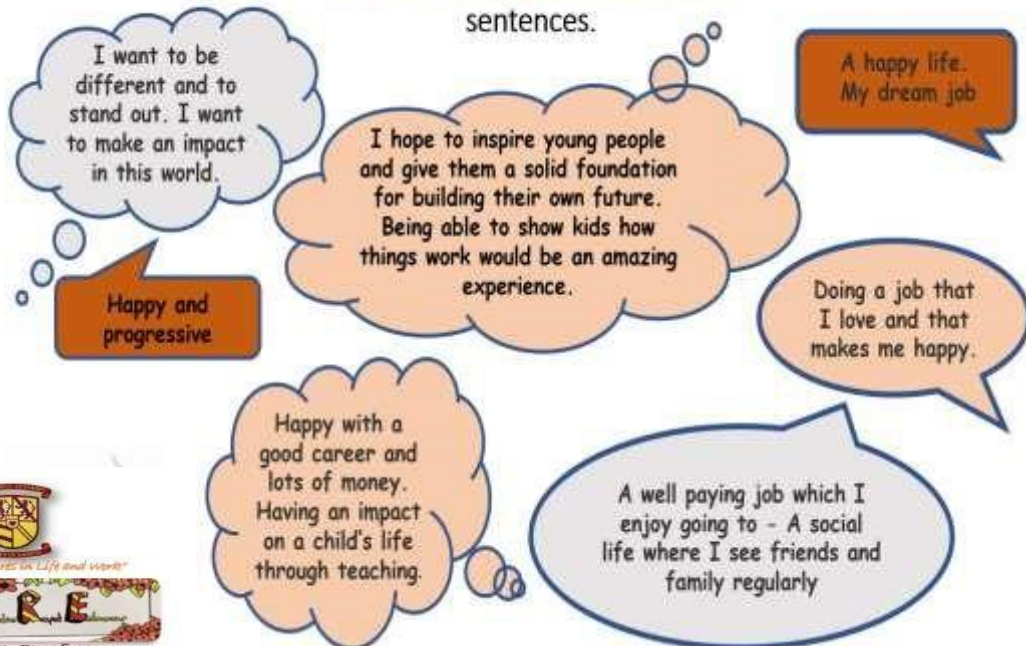 sentences.
I want to be
different and to
stand out. I want
to make an impact
in this world.
I hope to inspire young people
and give them a solid foundation
for building their own future.
Being able to show kids how
things work would be an amazing
experience.
A happy life.
My dream job
Happy and
progressive
Doing a job that
I love and that
makes me happy.
Happy with a
good career and
lots of money.
Having an impact
on a child's life
through teaching.
A well paying job which I
enjoy going to - A social
life where I see friends and
family regularly
in Life and Work"
R E